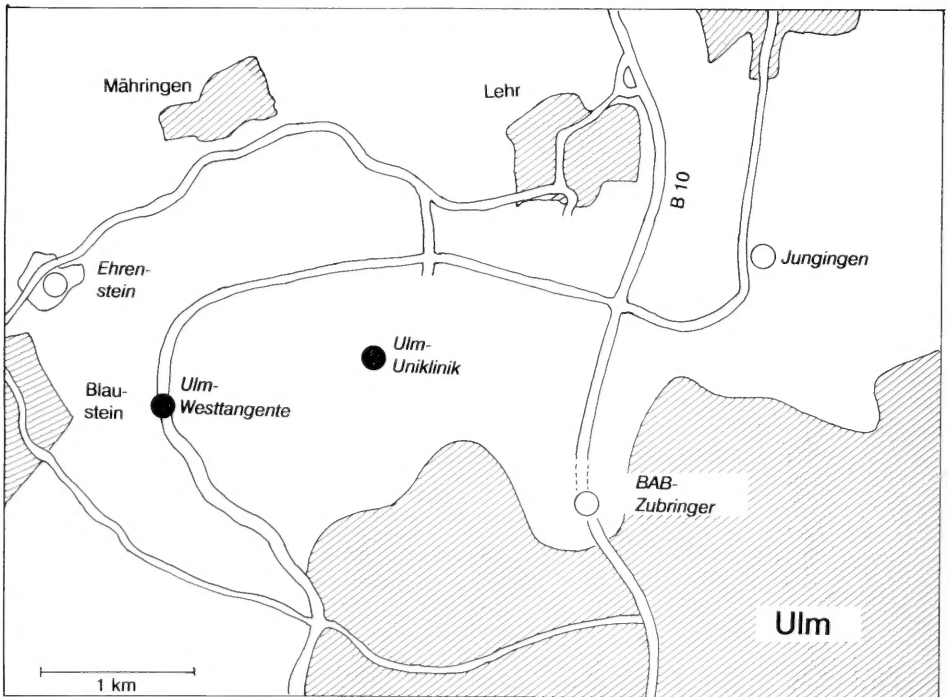 Mähringen
Lehr
B 10
Ehren-
stein
Jungingen
Ulm-
Uniklinik
Blau-
stein
Ulm-
Westtangente
BAB-
Zubringer
Ulm
1 km